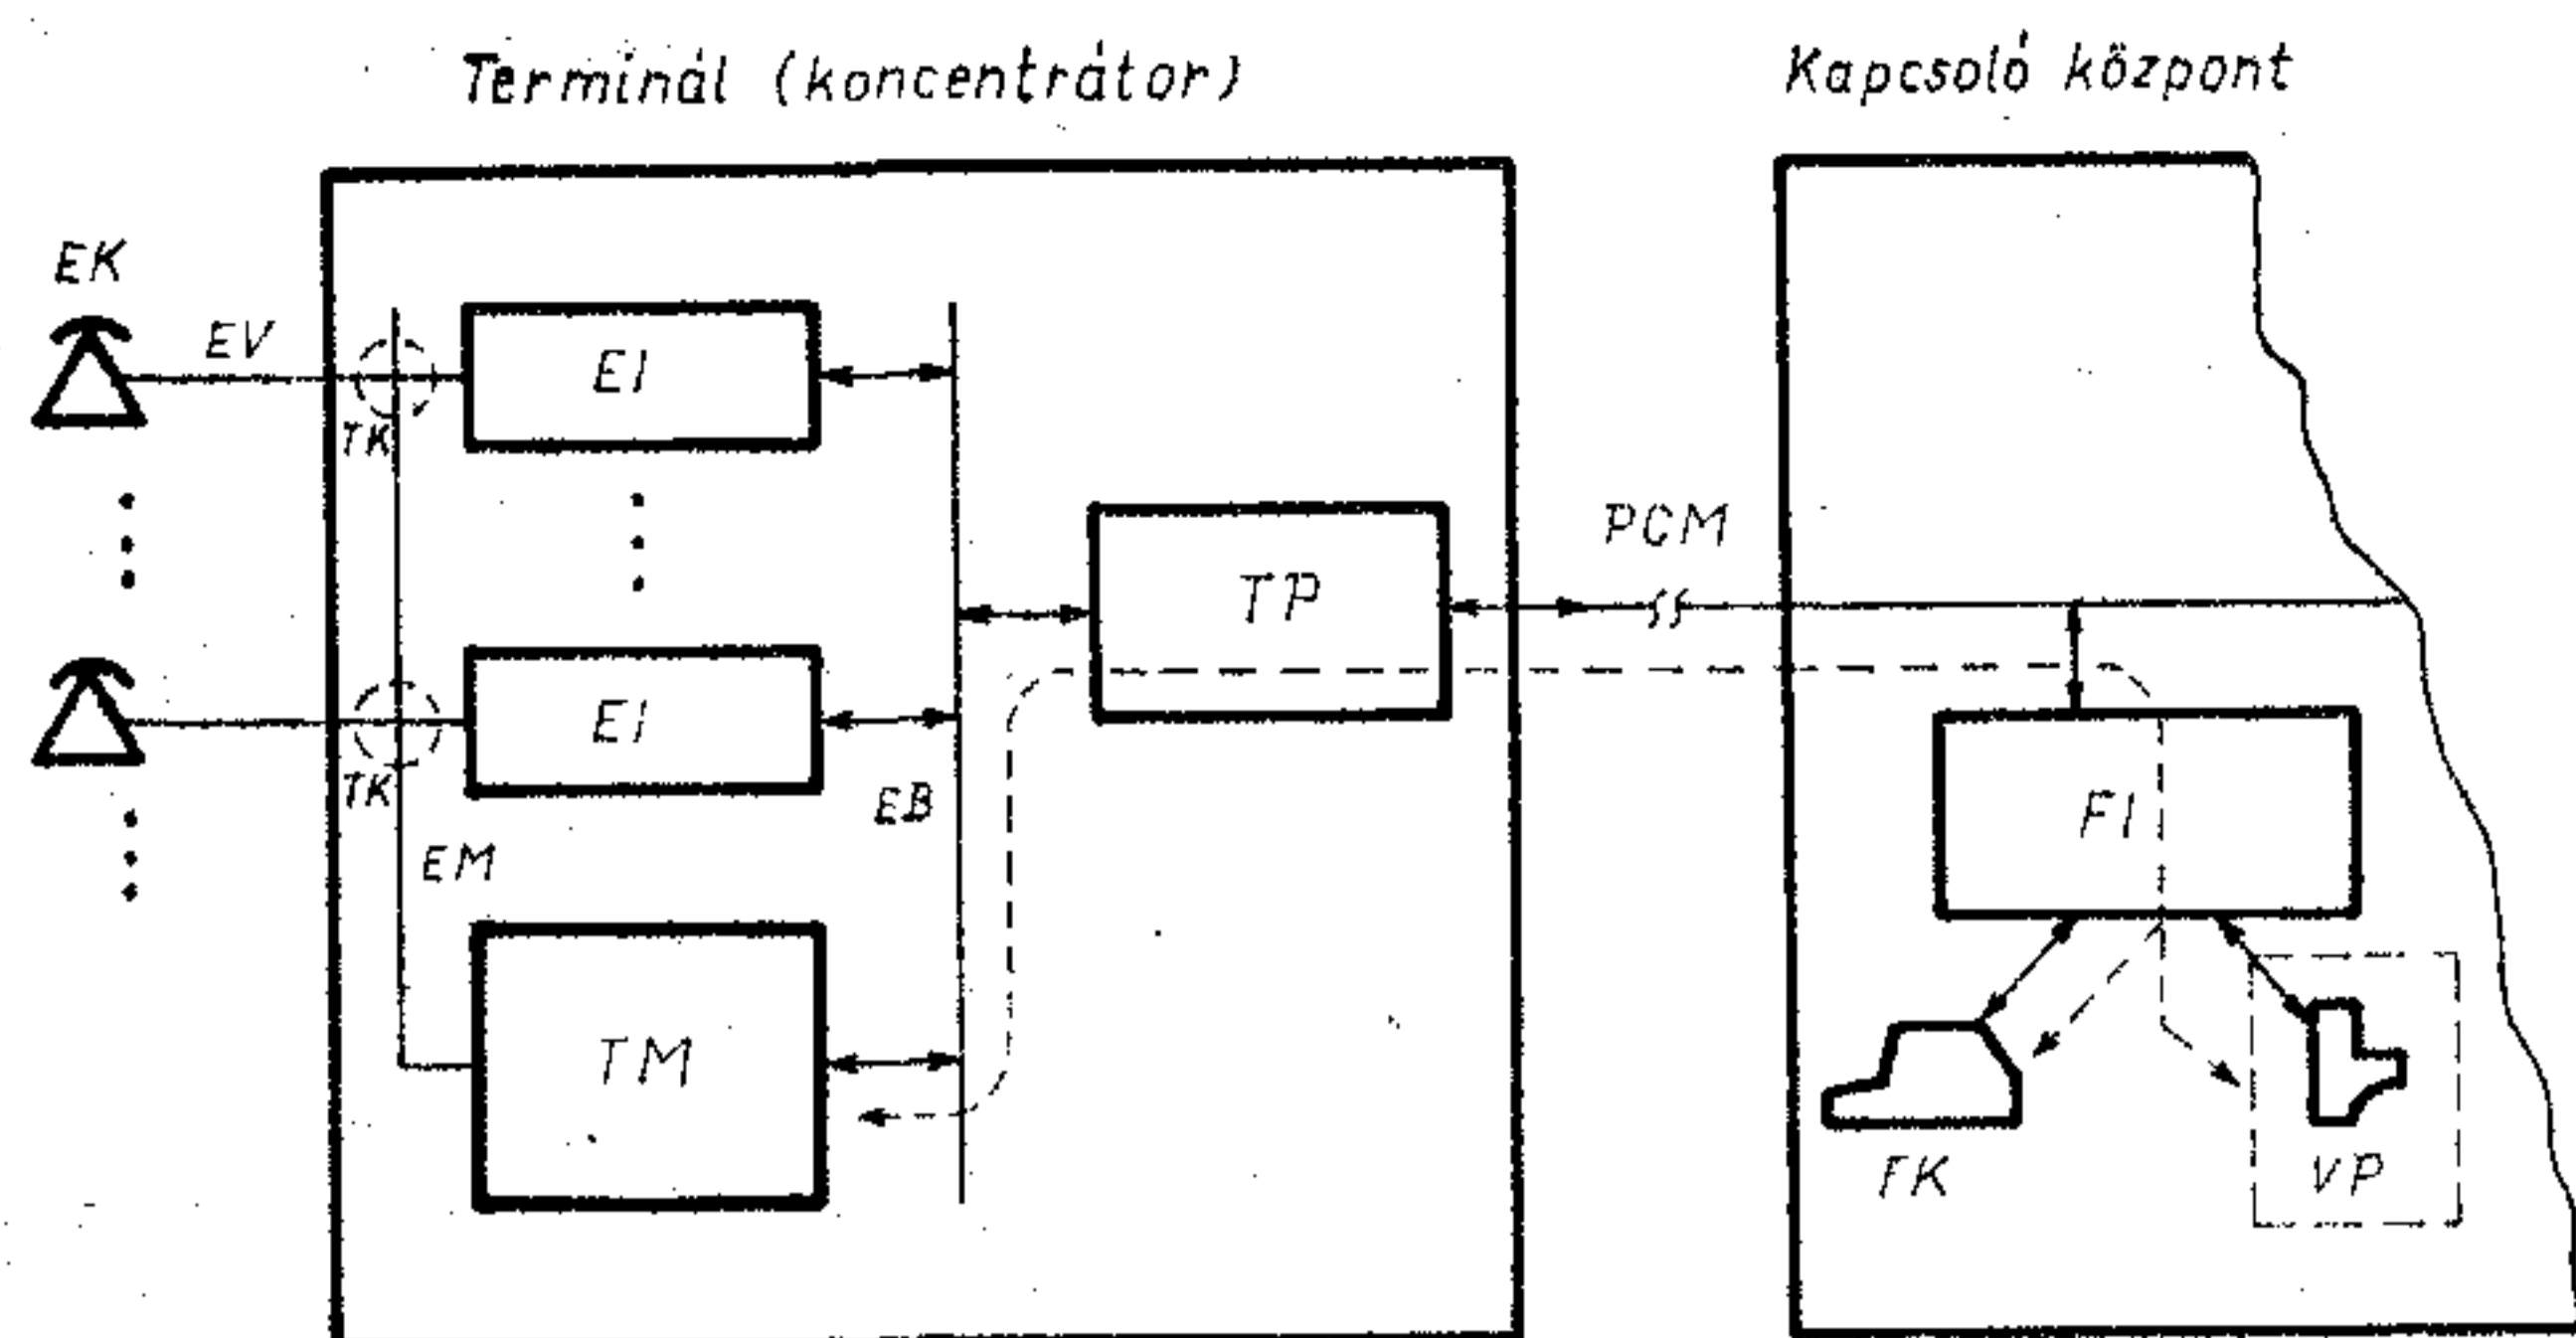 Terminál (koncentrátor)
Kapcsoló központ
EK
EV
EI
TK
PCM
TP
EI
TK
EB
EM
FI
TM
FK
VP